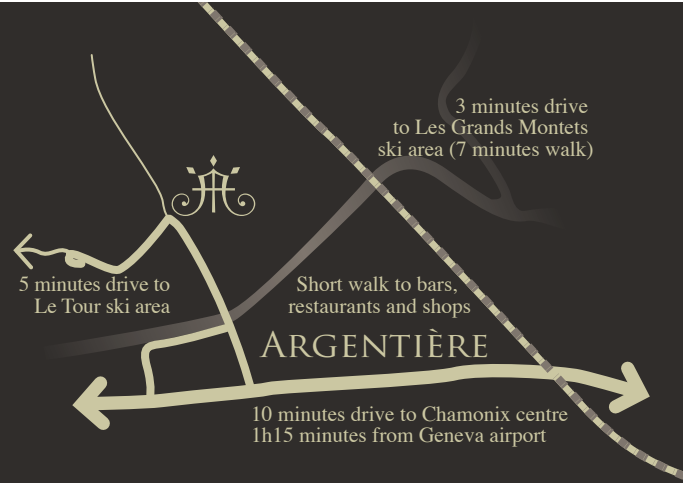 3 minutes drive
to Les Grands Montets
ski area (7 minutes walk)
5 minutes drive to
Le Tour ski area
Short walk to bars,
restaurants and shops
ARGENTIÈRE
10 minutes drive to Chamonix centre
1h15 minutes from Geneva airport